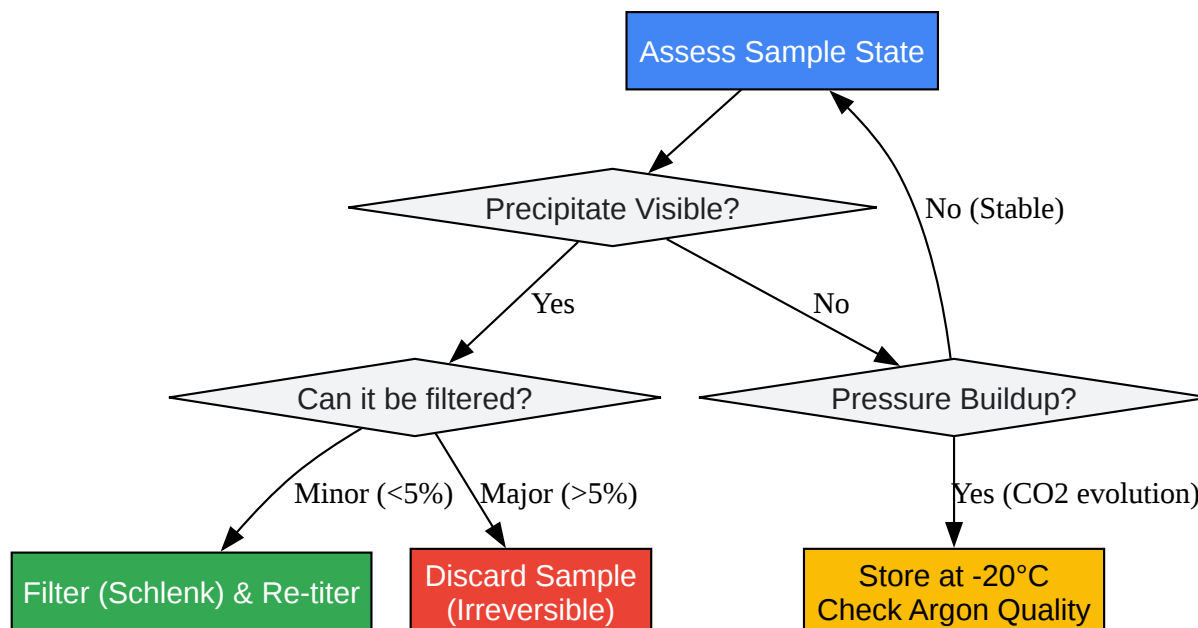 Assess Sample State
Precipitate Visible?
No (Stable)
Yes
No
Can it be filtered?
Pressure Buildup?
Minor (<5%)
Major (>5%)
Yes (CO2 evolution)
Filter (Schlenk) & Re-titer
Discard Sample
(Irreversible)
Store at -20°C
Check Argon Quality